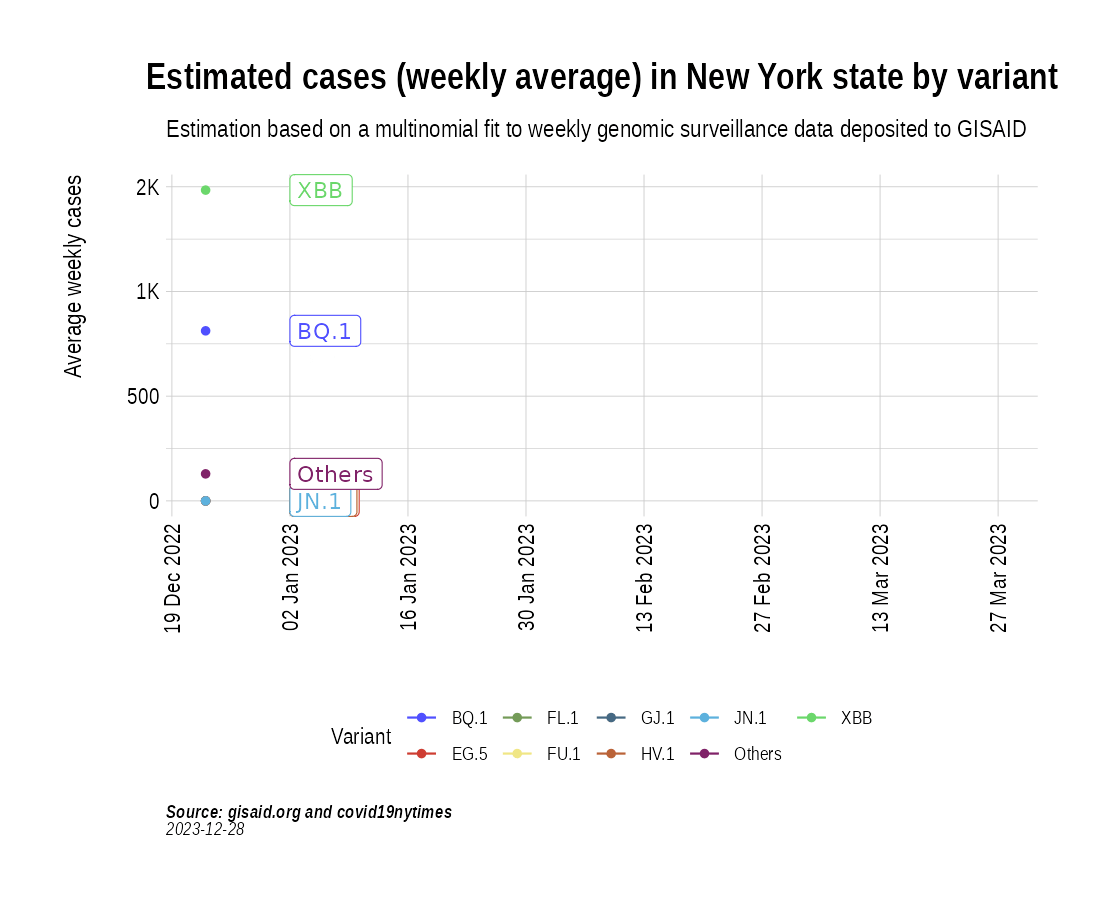 Estimated cases (weekly average) in New York state by variant
Estimation based on a multinomial fit to weekly genomic surveillance data deposited to GISAID
Average weekly cases
2K
1K
500
0
XBB
BQ.1
Others
JN.1
19 Dec 2022
02 Jan 2023
16 Jan 2023
30 Jan 2023
13 Feb 2023
27 Feb 2023
13 Mar 2023
27 Mar 2023
Variant
BQ.1 FL.1 GJ.1 JN.1 XBB
EG.5 FU.1 HV.1 Others
Source: gisaid.org and covid19nytimes
2023-12-28